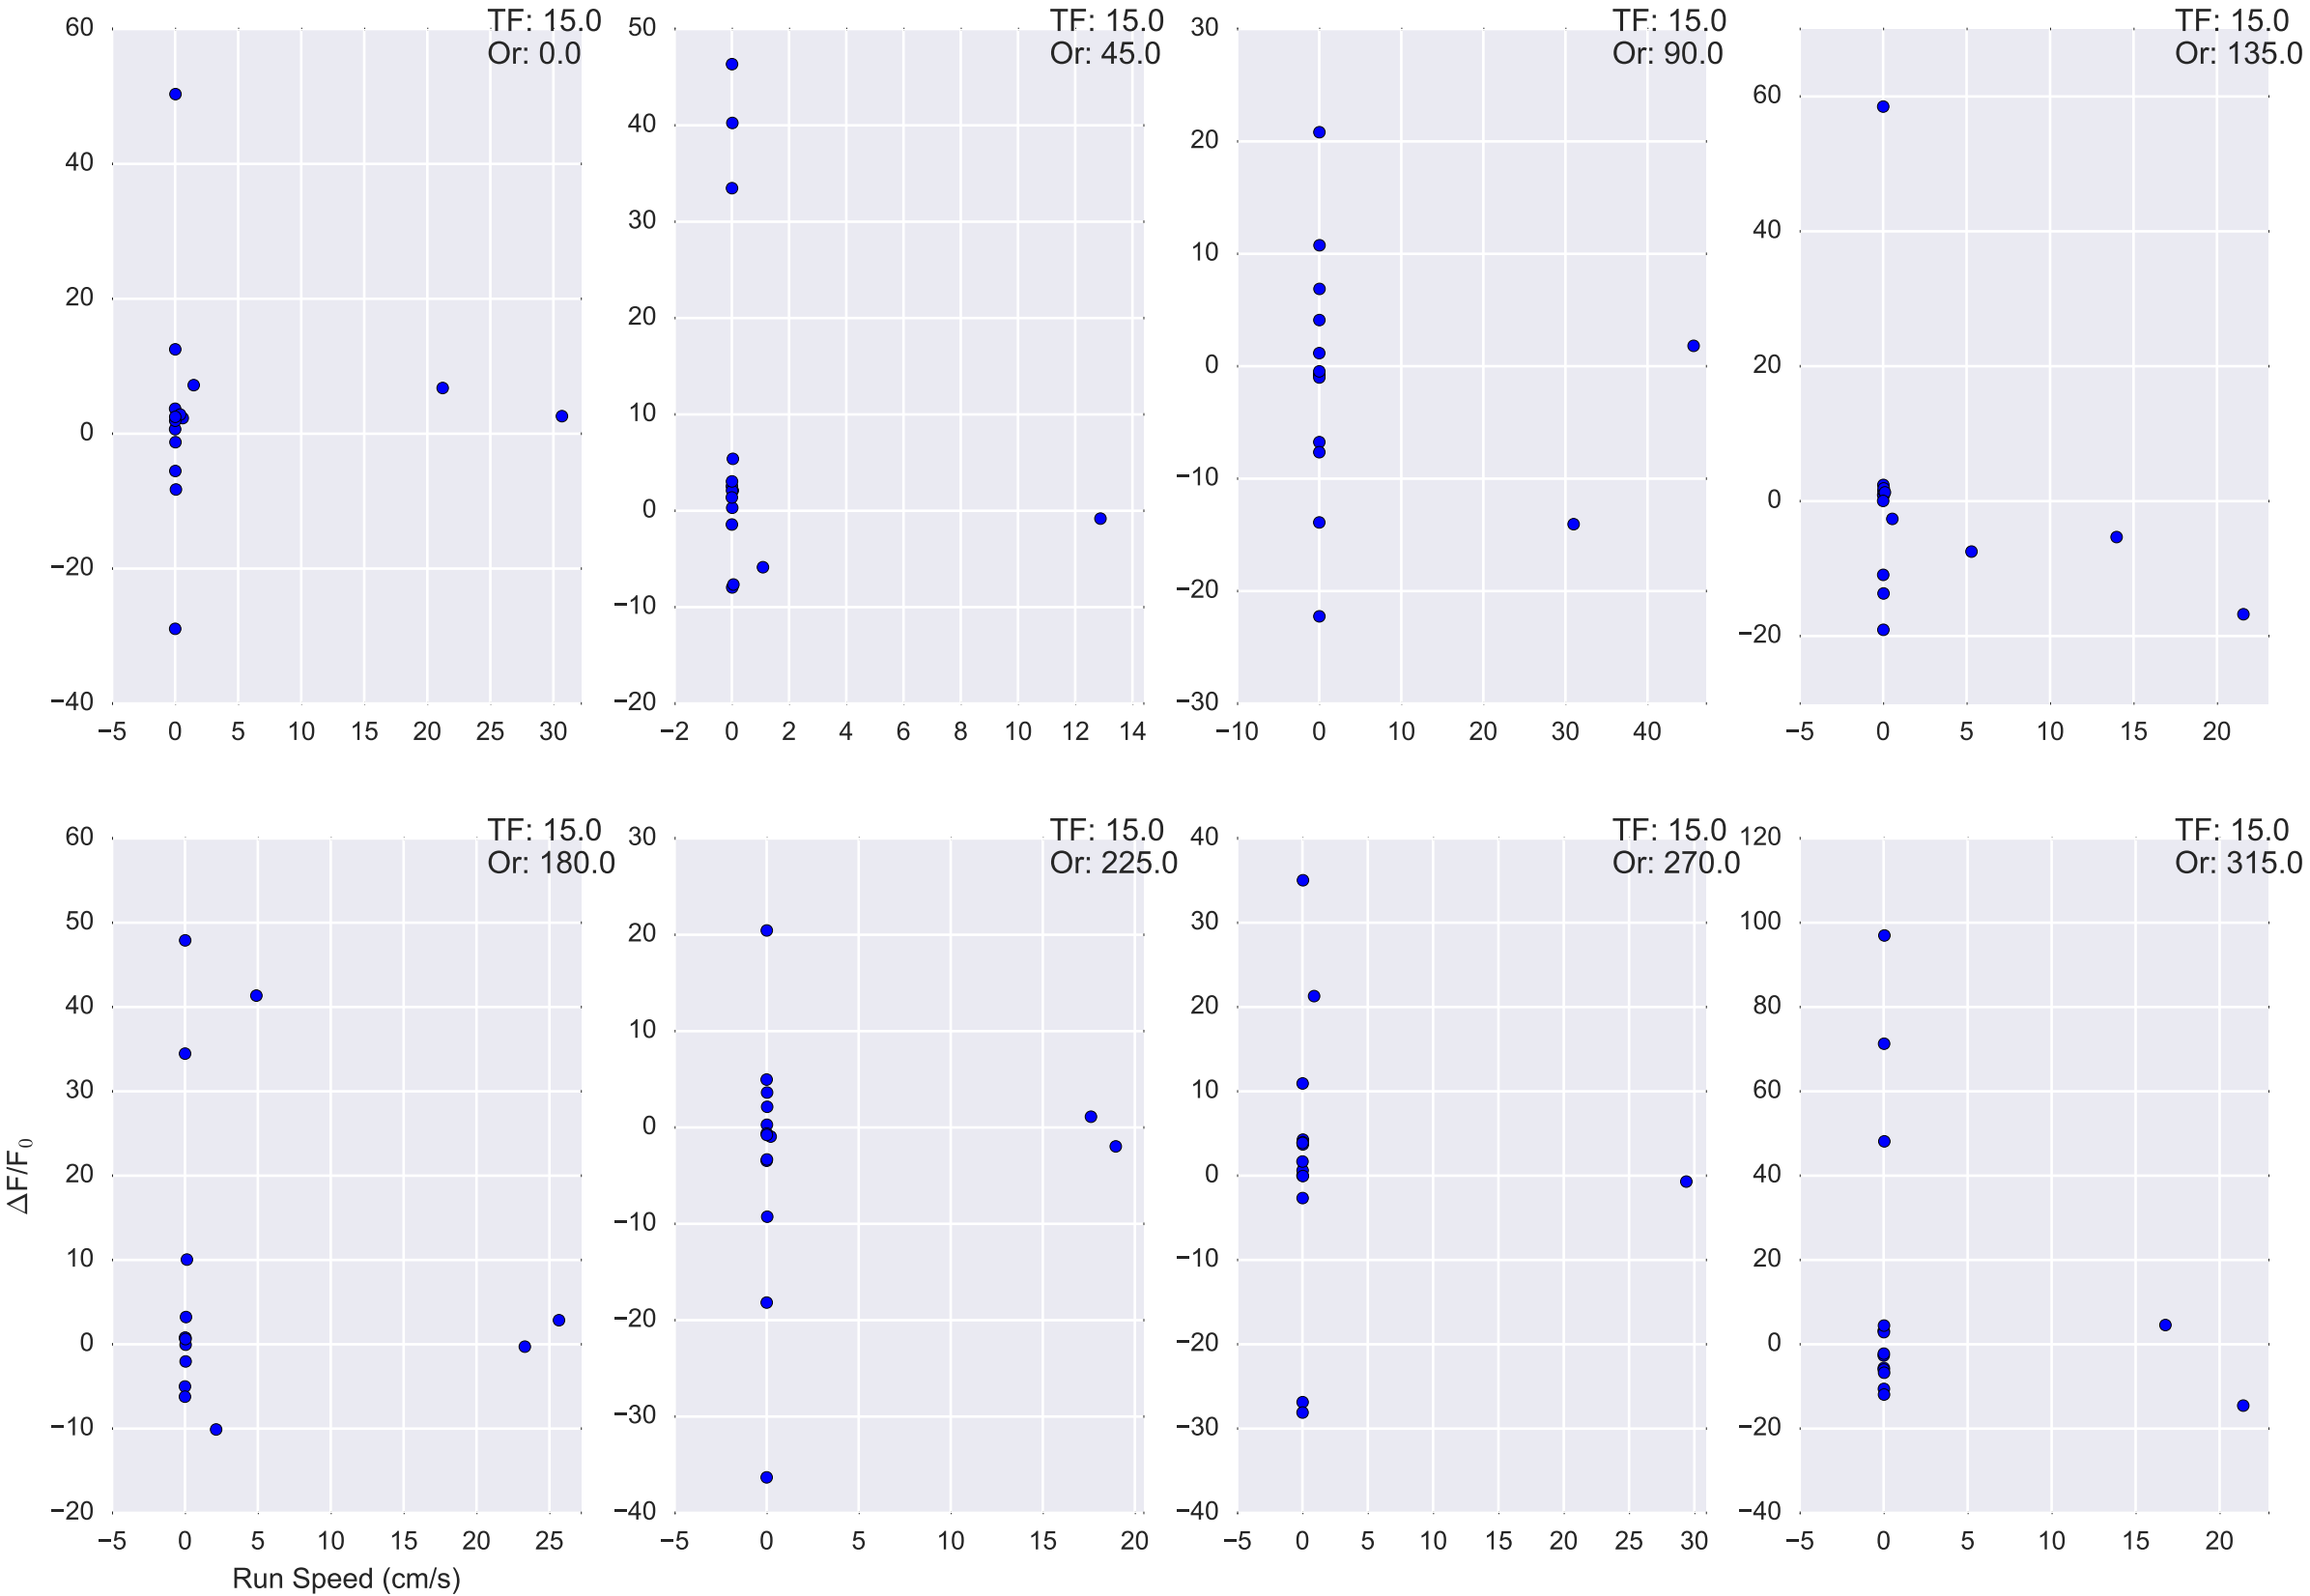 TF: 15.0
Or: 0.0
60
40
20
0
−20
−40
−5 0 5 10 15 20 25 30
TF: 15.0
Or: 45.0
50
40
30
20
10
0
−10
−20
−2 0 2 4 6 8 10 12 14
TF: 15.0
Or: 90.0
30
20
10
0
−10
−20
−30
−10 0 10 20 30 40
TF: 15.0
Or: 135.0
60
40
20
0
−20
−5 0 5 10 15 20
TF: 15.0
Or: 180.0
60
50
40
30
20
10
0
−10
−20
ΔF/F₀
−5 0 5 10 15 20 25
Run Speed (cm/s)
TF: 15.0
Or: 225.0
30
20
10
0
−10
−20
−30
−40
−5 0 5 10 15 20
TF: 15.0
Or: 270.0
40
30
20
10
0
−10
−20
−30
−40
−5 0 5 10 15 20 25 30
TF: 15.0
Or: 315.0
120
100
80
60
40
20
0
−20
−40
−5 0 5 10 15 20